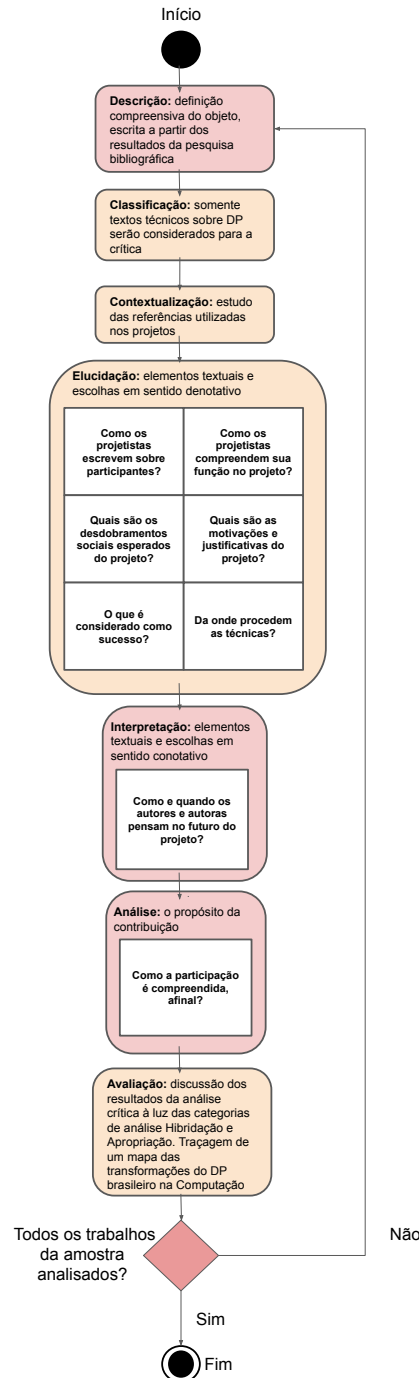 Início
Descrição: definição
compreensiva do objeto,
escrita a partir dos
resultados da pesquisa
bibliográfica
Classificação: somente
textos técnicos sobre DP
serão considerados para a
crítica
Contextualização: estudo
das referências utilizadas
nos projetos
Elucidação: elementos textuais e
escolhas em sentido denotativo
Como os
projetistas
escrevem sobre
participantes?
Como os
projetistas
compreendem sua
função no projeto?
Quais são os
desdobramentos
sociais esperados
do projeto?
Quais são as
motivações e
justificativas do
projeto?
O que é
considerado como
sucesso?
Da onde procedem
as técnicas?
Interpretação: elementos
textuais e escolhas em
sentido conotativo
Como e quando os
autores e autoras
pensam no futuro do
projeto?
Análise: o propósito da
contribuição
Como a participação
é compreendida,
afinal?
Avaliação: discussão dos
resultados da análise
crítica à luz das categorias
de análise Hibridação e
Apropriação. Traçagem de
um mapa das
transformações do DP
brasileiro na Computação
Todos os trabalhos
da amostra
analisados?
Não
Sim
Fim